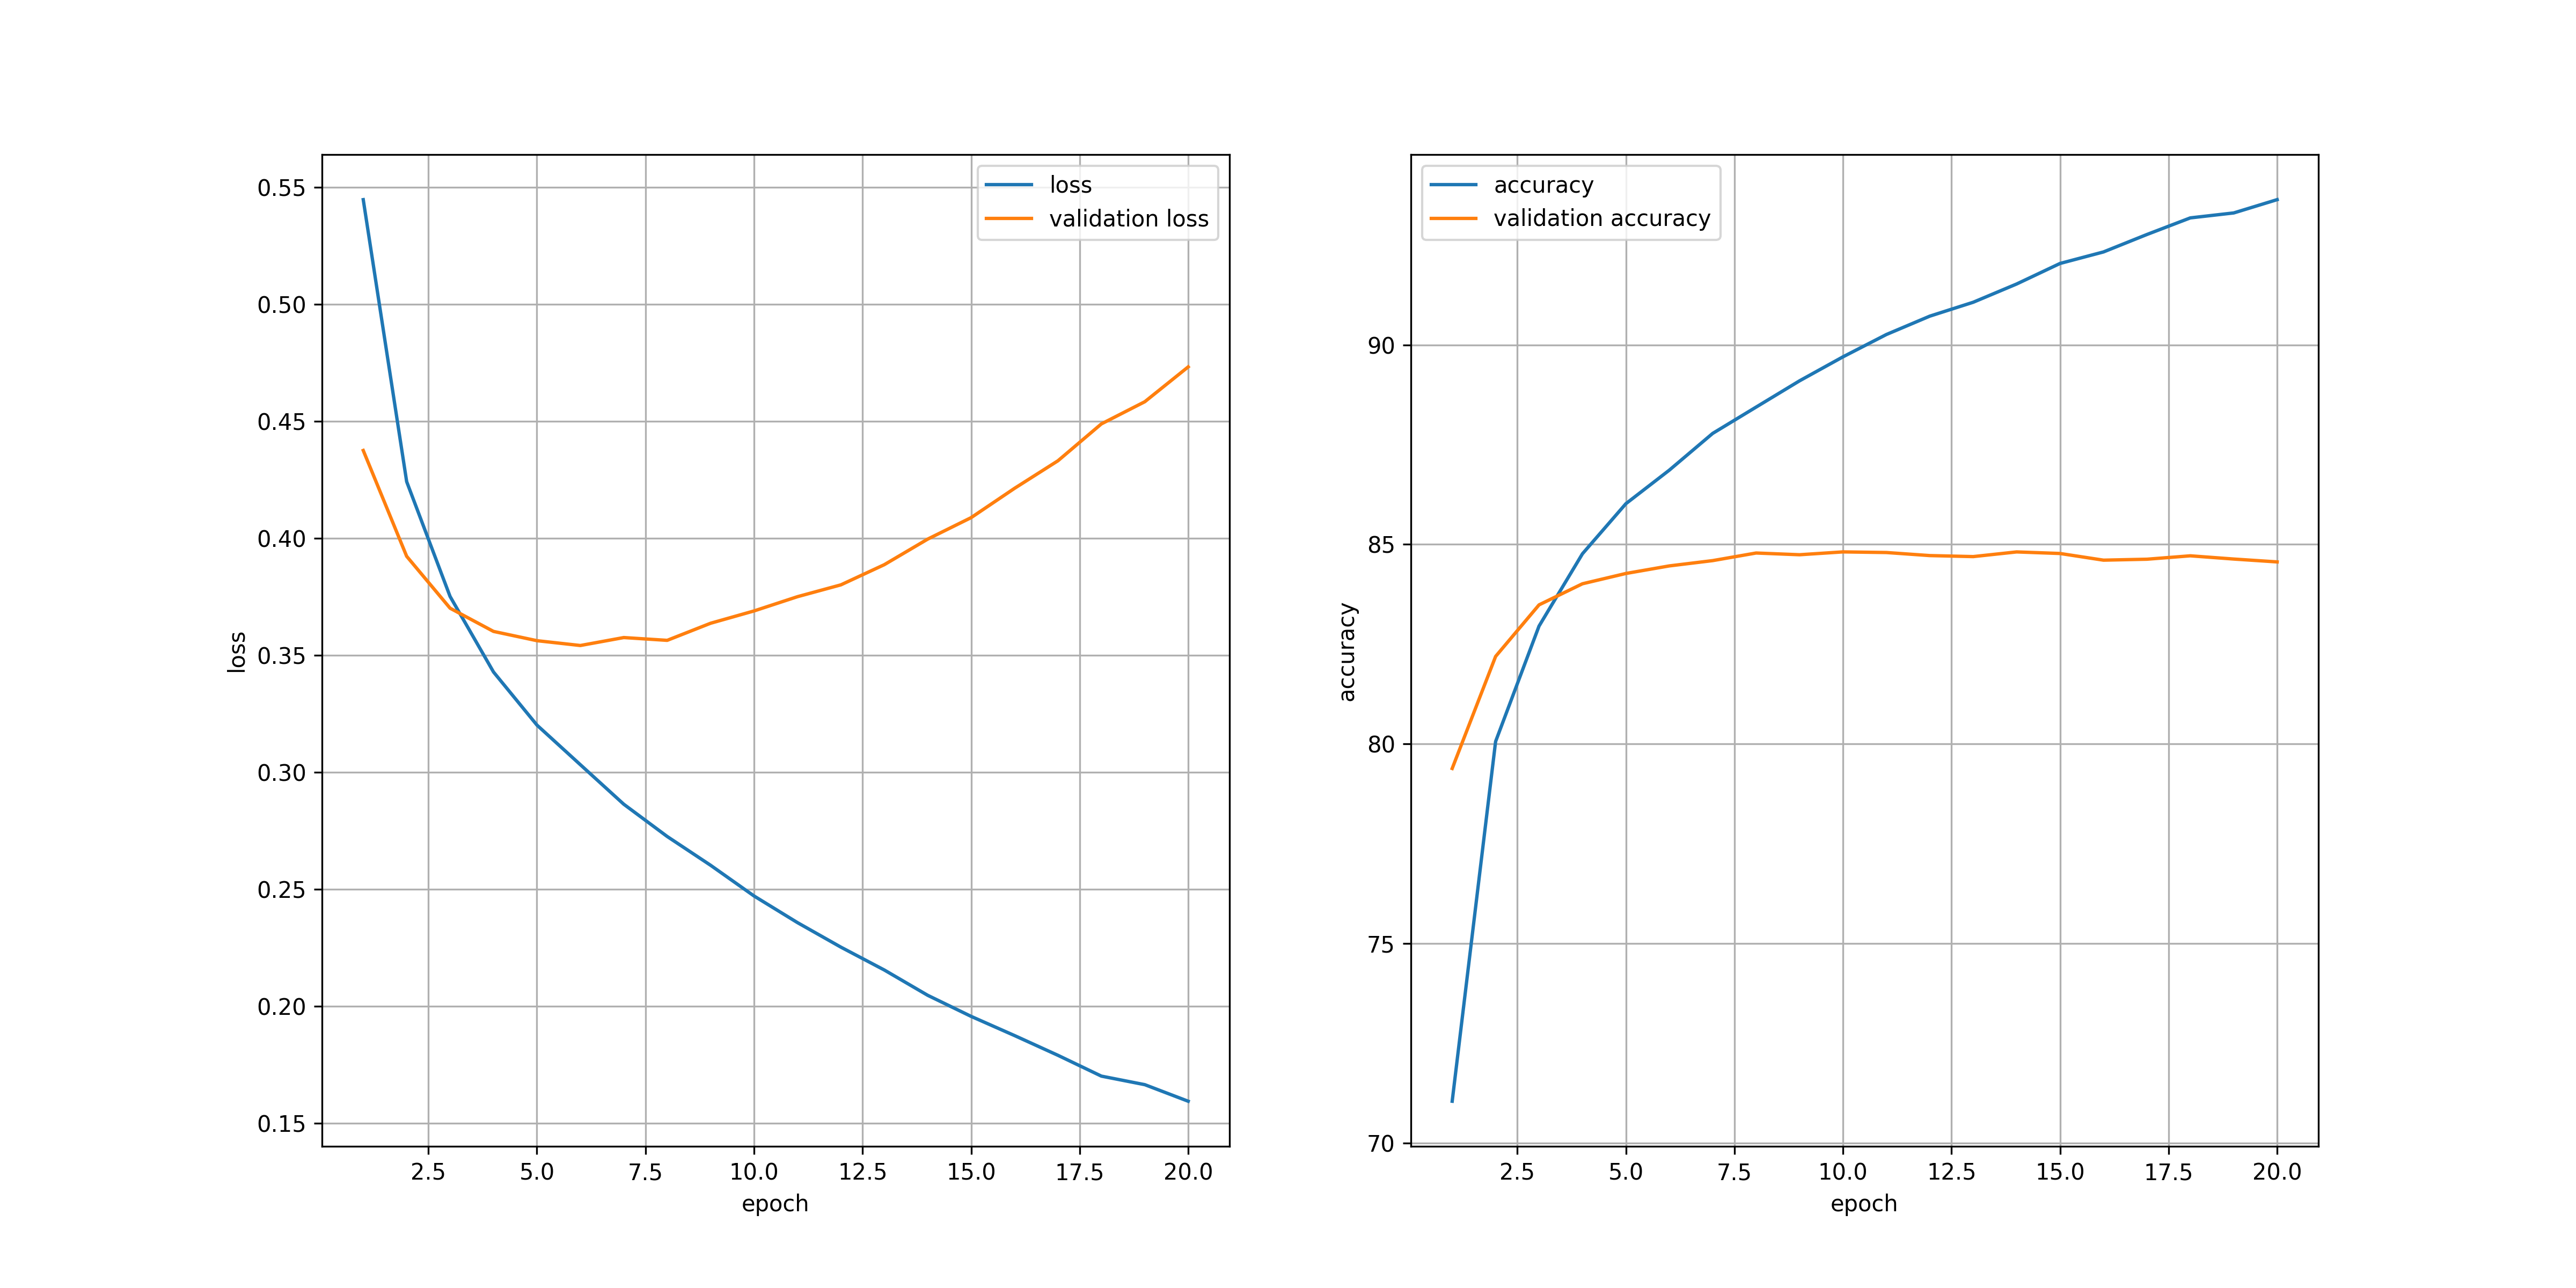 loss
validation loss
0.55
0.50
0.45
0.40
0.35
0.30
0.25
0.20
0.15
loss
2.5 5.0 7.5 10.0 12.5 15.0 17.5 20.0
epoch
accuracy
validation accuracy
90
85
80
75
70
accuracy
2.5 5.0 7.5 10.0 12.5 15.0 17.5 20.0
epoch